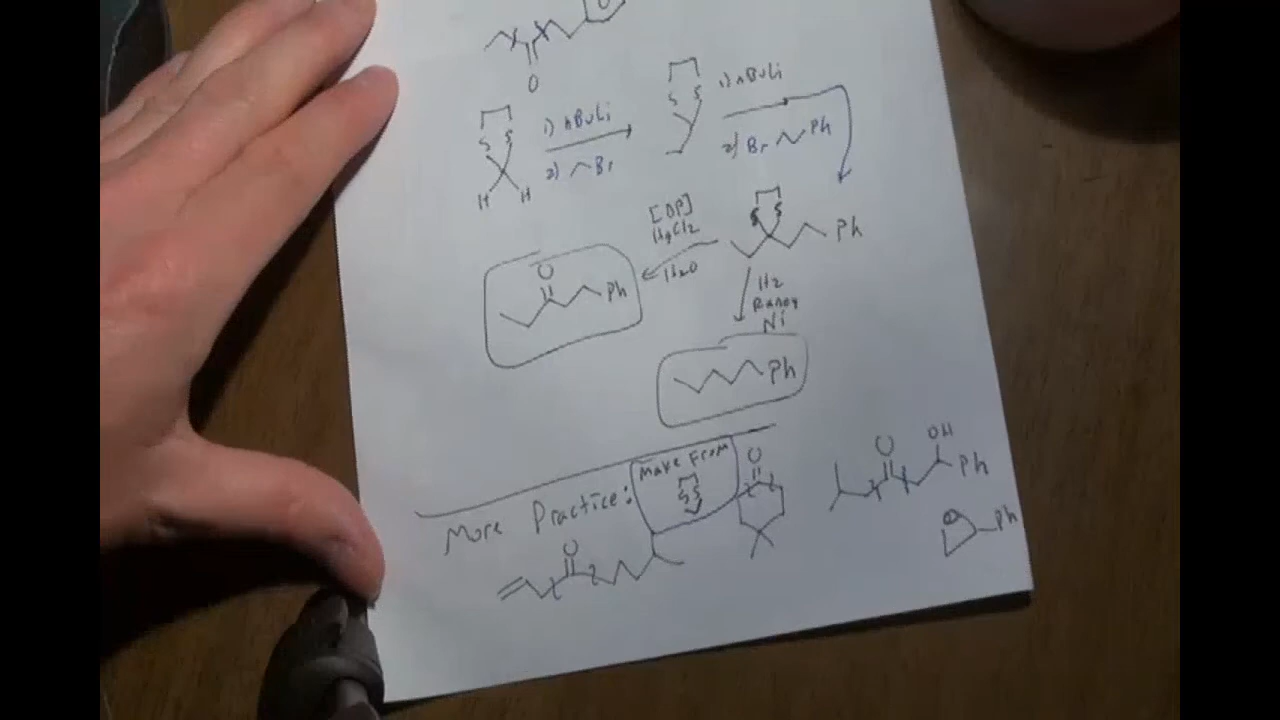 O
S S
1) nBuLi
2) Br
H H
S S
1) nBuLi
2) Br Ph
S S
Ph
[DP]
HgCl2
H2O
O
Ph
H2
Raney
Ni
Ph
More Practice:
Make From
S S
O
O
O
OH
Ph
O
Ph